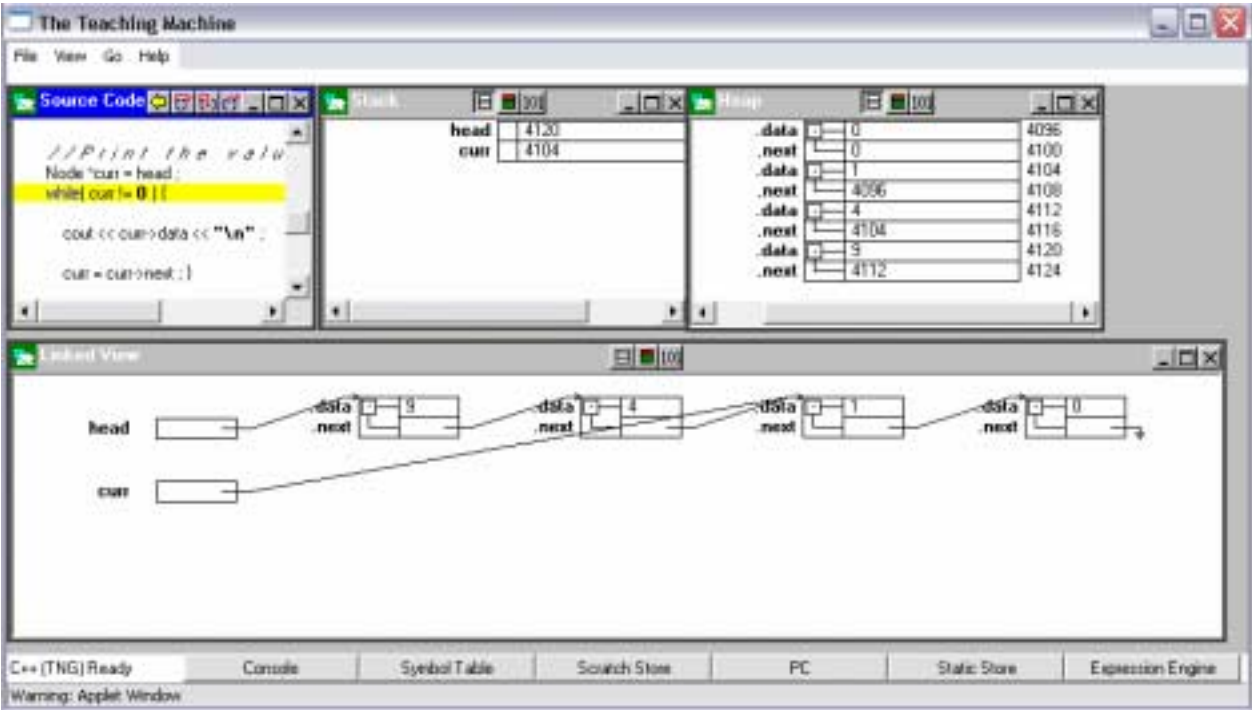 The Teaching Machine
File View Go Help
Source Code
//Print the valu
Node *curr = head ;
while( curr != 0 ) {
cout << curr->data << "\n" ;
curr = curr->next ; }
Stack
head 4120
curr 4104
Heap
.data 0 4096
.next 0 4100
.data 1 4104
.next 4096 4108
.data 4 4112
.next 4104 4116
.data 9 4120
.next 4112 4124
Linked View
head .data 9 .data 4 .data 1 .data 0
.next .next .next .next
curr
C++ (TNG) Ready Console Symbol Table Scratch Store PC Static Store Expression Engine
Warning: Applet Window